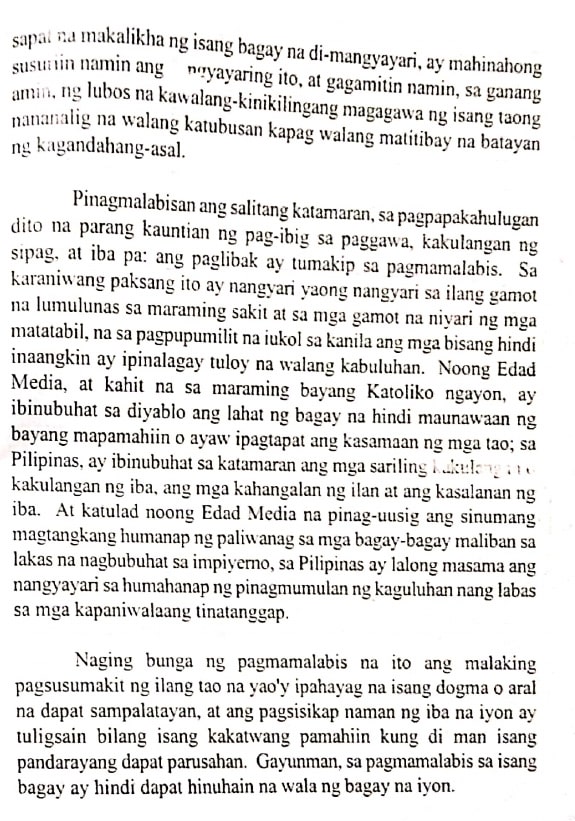 sapat na makalikha ng isang bagay na di-mangyayari, ay mahinahong
susuriin namin ang ngyayaring ito, at gagamitin namin, sa ganang
amin, ng lubos na kawalang-kinikilingang magagawa ng isang taong
nananalig na walang katubusan kapag walang matitibay na batayan
ng kagandahang-asal.

Pinagmalabisan ang salitang katamaran, sa pagpapakahulugan
dito na parang kauntian ng pag-ibig sa paggawa, kakulangan ng
sipag, at iba pa: ang paglibak ay tumakip sa pagmamalabis. Sa
karaniwang paksang ito ay nangyari yaong nangyari sa ilang gamot
na lumulunas sa maraming sakit at sa mga gamot na niyari ng mga
matatabil, na sa pagpupumilit na iukol sa kanila ang mga bisang hindi
inaangkin ay ipinalagay tuloy na walang kabuluhan. Noong Edad
Media, at kahit na sa maraming bayang Katoliko ngayon, ay
ibinubuhat sa diyablo ang lahat ng bagay na hindi maunawaan ng
bayang mapamahiin o ayaw ipagtapat ang kasamaan ng mga tao; sa
Pilipinas, ay ibinubuhat sa katamaran ang mga sariling
kakulangan ng iba, ang mga kahangalan ng ilan at ang kasalanan ng
iba. At katulad noong Edad Media na pinag-uusig ang sinumang
magtangkang humanap ng paliwanag sa mga bagay-bagay maliban sa
lakas na nagbubuhat sa impiyerno, sa Pilipinas ay lalong masama ang
nangyayari sa humahanap ng pinagmumulan ng kaguluhan nang labas
sa mga kapaniwalaang tinatanggap.

Naging bunga ng pagmamalabis na ito ang malaking
pagsusumakit ng ilang tao na yao'y ipahayag na isang dogma o aral
na dapat sampalatayan, at ang pagsisikap naman ng iba na iyon ay
tuligsain bilang isang kakatwang pamahiin kung di man isang
pandarayang dapat parusahan. Gayunman, sa pagmamalabis sa isang
bagay ay hindi dapat hinuhain na wala ng bagay na iyon.